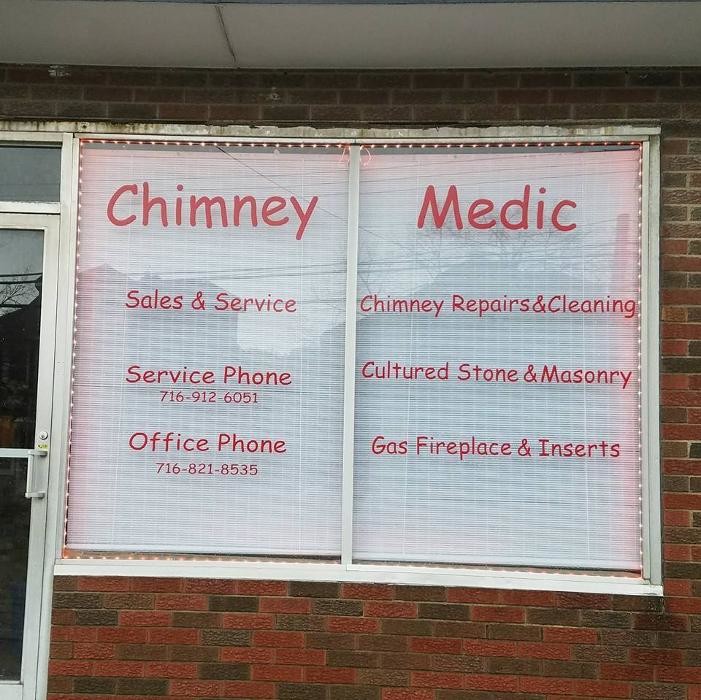 Chimney
Sales & Service
Service Phone
716-912-6051
Office Phone
716-821-8535
Medic
Chimney Repairs&Cleaning
Cultured Stone & Masonry
Gas Fireplace & Inserts